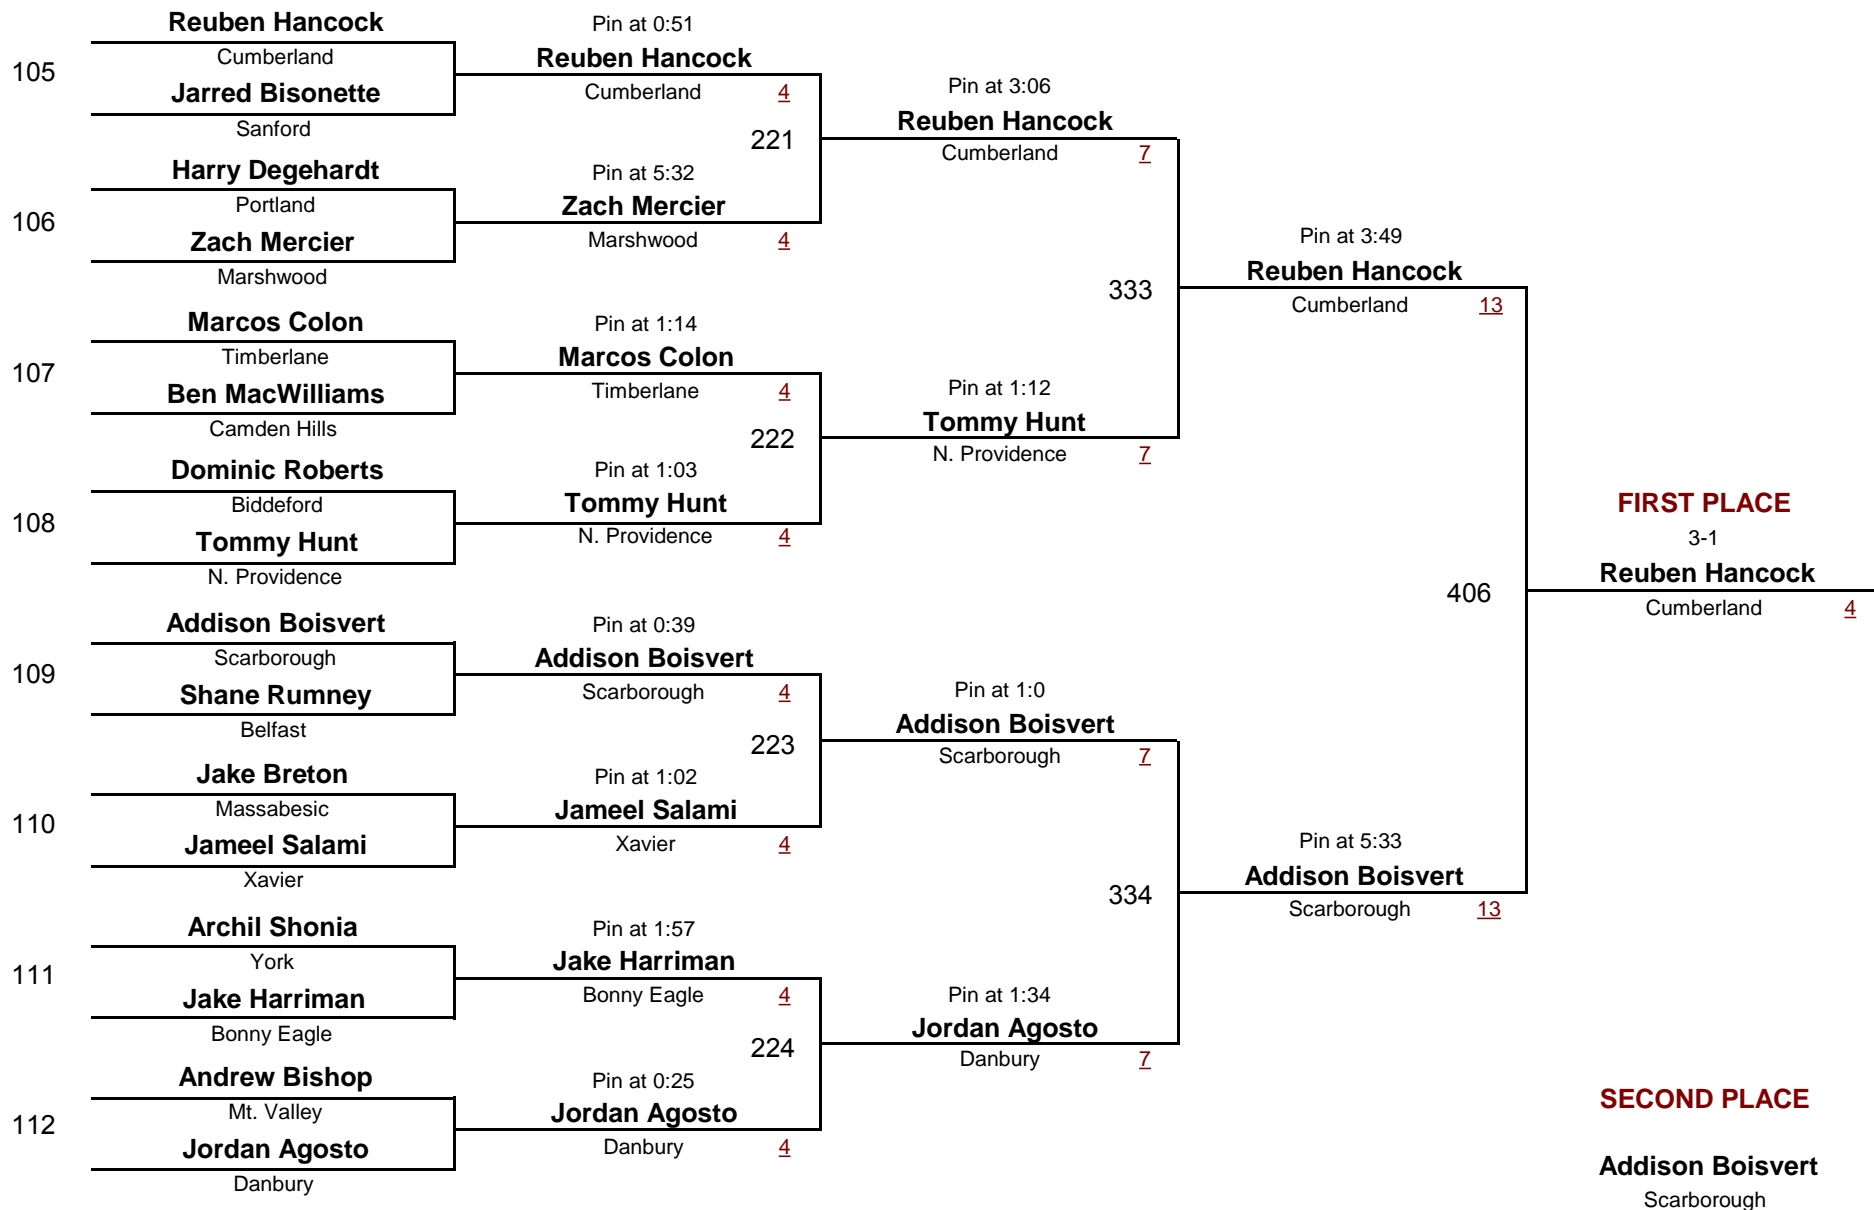 Reuben Hancock
Cumberland
105
Jarred Bisonette
Sanford
Harry Degehardt
Portland
106
Zach Mercier
Marshwood
Marcos Colon
Timberlane
107
Ben MacWilliams
Camden Hills
Dominic Roberts
Biddeford
108
Tommy Hunt
N. Providence
Addison Boisvert
Scarborough
109
Shane Rumney
Belfast
Jake Breton
Massabesic
110
Jameel Salami
Xavier
Archil Shonia
York
111
Jake Harriman
Bonny Eagle
Andrew Bishop
Mt. Valley
112
Jordan Agosto
Danbury
Pin at 0:51
Reuben Hancock
Cumberland 4
221
Pin at 5:32
Zach Mercier
Marshwood 4
Pin at 1:14
Marcos Colon
Timberlane 4
222
Pin at 1:03
Tommy Hunt
N. Providence 4
Pin at 0:39
Addison Boisvert
Scarborough 4
223
Pin at 1:02
Jameel Salami
Xavier 4
Pin at 1:57
Jake Harriman
Bonny Eagle 4
224
Pin at 0:25
Jordan Agosto
Danbury 4
Pin at 3:06
Reuben Hancock
Cumberland 7
333
Pin at 1:12
Tommy Hunt
N. Providence 7
Pin at 1:0
Addison Boisvert
Scarborough 7
334
Pin at 1:34
Jordan Agosto
Danbury 7
Pin at 3:49
Reuben Hancock
Cumberland 13
406
Pin at 5:33
Addison Boisvert
Scarborough 13
FIRST PLACE
3-1
Reuben Hancock
Cumberland 4
SECOND PLACE
Addison Boisvert
Scarborough